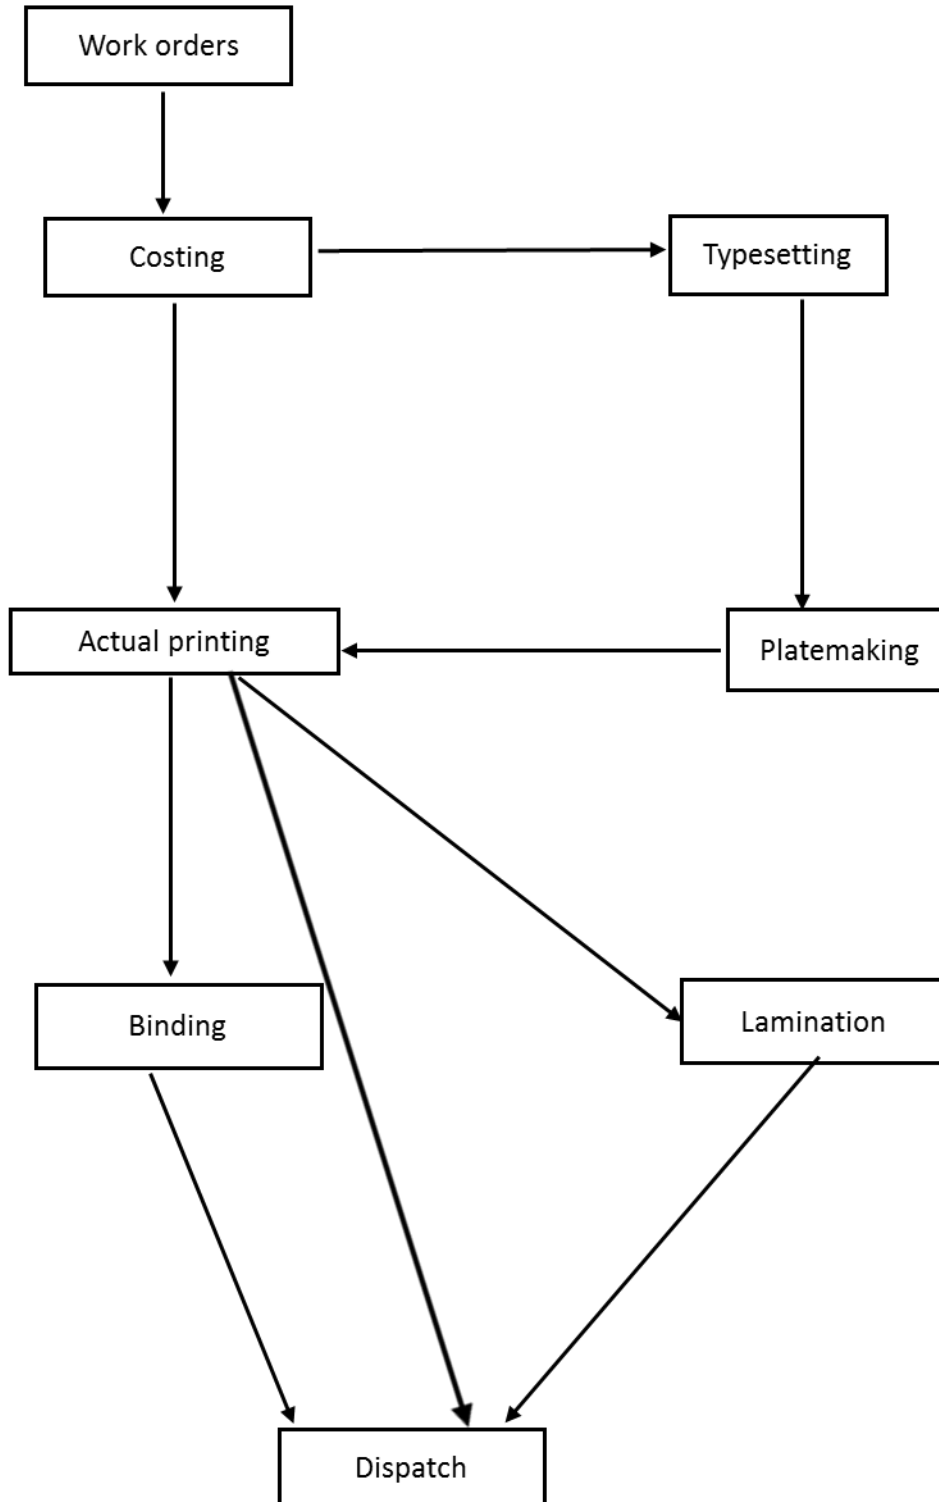 Work orders
Costing
Typesetting
Actual printing
Platemaking
Binding
Lamination
Dispatch